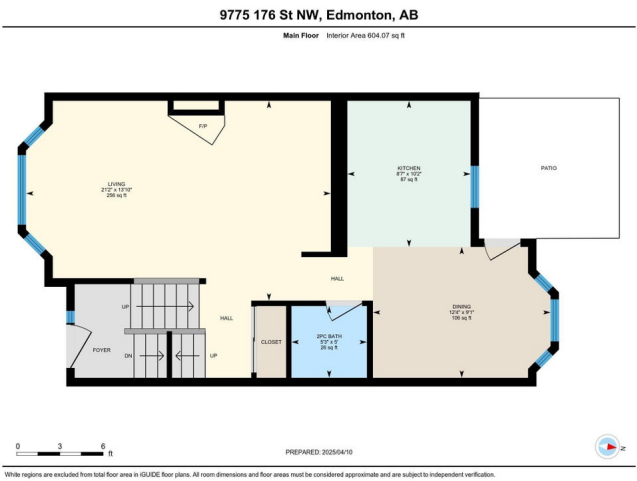 9775 176 St NW, Edmonton, AB
Main Floor Interior Area 604.07 sq ft
F/P
LIVING
21'2" x 13'10"
256 sq ft
KITCHEN
8'7" x 10'2"
87 sq ft
PATIO
HALL
UP
HALL
DINING
12'4" x 9'1"
106 sq ft
FOYER
DN
UP
CLOSET
2PC BATH
5'3" x 5'
26 sq ft
0 3 6
ft
PREPARED: 2025/04/10
N
White regions are excluded from total floor area in iGUIDE floor plans. All room dimensions and floor areas must be considered approximate and are subject to independent verification.